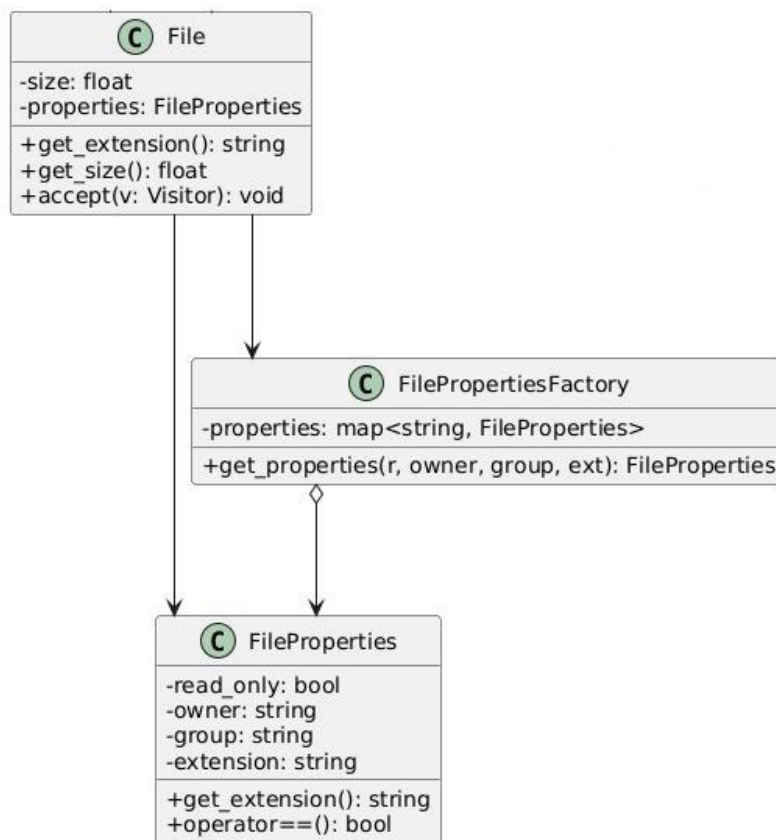 C File
-size: float
-properties: FileProperties
+get_extension(): string
+get_size(): float
+accept(v: Visitor): void
C FilePropertiesFactory
-properties: map<string, FileProperties>
+get_properties(r, owner, group, ext): FileProperties
C FileProperties
-read_only: bool
-owner: string
-group: string
-extension: string
+get_extension(): string
+operator==(): bool